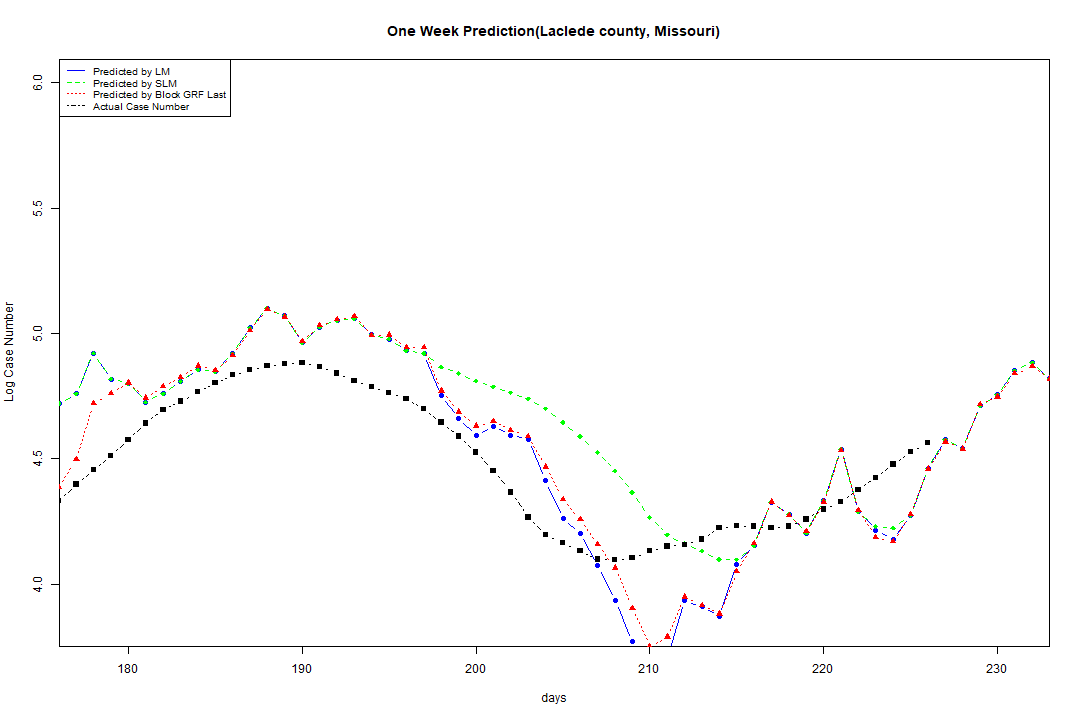 One Week Prediction(Laclede county, Missouri)
Predicted by LM
Predicted by SLM
Predicted by Block GRF Last
Actual Case Number
6.0
5.5
5.0
4.5
4.0
Log Case Number
180 190 200 210 220 230
days